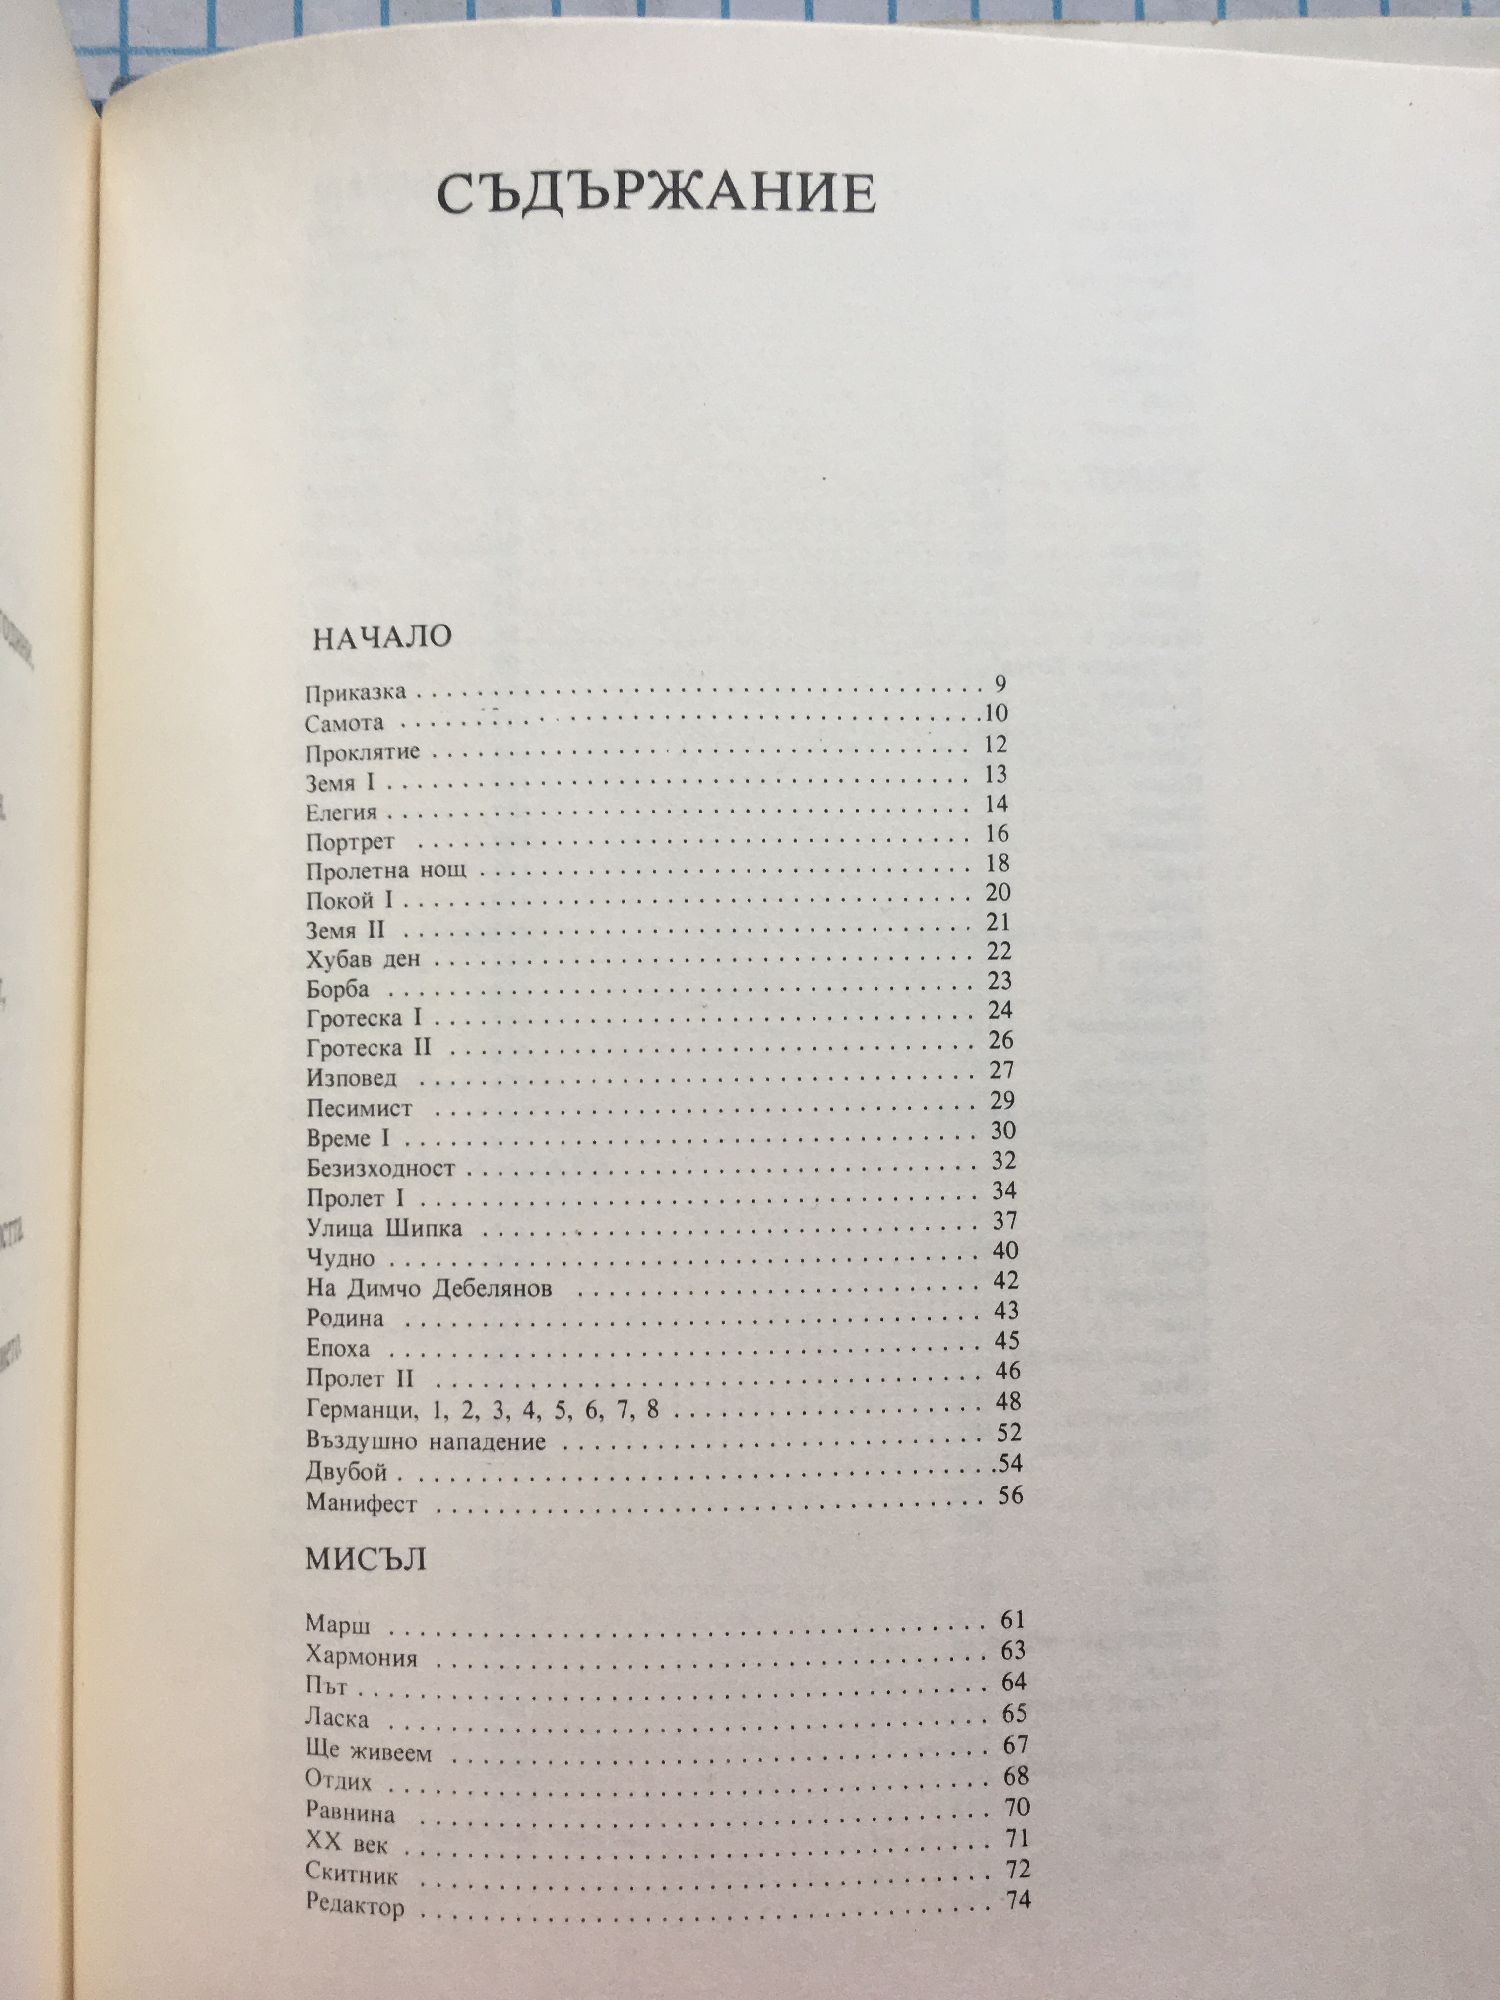 СЪДЪРЖАНИЕ
НАЧАЛО
Приказка . . . . . . . . . . . . . . . . . . . . 9
Самота . . . . . . . . . . . . . . . . . . . . 10
Проклятие . . . . . . . . . . . . . . . . . . . . 12
Земя I . . . . . . . . . . . . . . . . . . . . 13
Елегия . . . . . . . . . . . . . . . . . . . . 14
Портрет . . . . . . . . . . . . . . . . . . . . 16
Пролетна нощ . . . . . . . . . . . . . . . . . . . . 18
Покой I . . . . . . . . . . . . . . . . . . . . 20
Земя II . . . . . . . . . . . . . . . . . . . . 21
Хубав ден . . . . . . . . . . . . . . . . . . . . 22
Борба . . . . . . . . . . . . . . . . . . . . 23
Гротеска I . . . . . . . . . . . . . . . . . . . . 24
Гротеска II . . . . . . . . . . . . . . . . . . . . 26
Изповед . . . . . . . . . . . . . . . . . . . . 27
Песимист . . . . . . . . . . . . . . . . . . . . 29
Време I . . . . . . . . . . . . . . . . . . . . 30
Безизходност . . . . . . . . . . . . . . . . . . . . 32
Пролет I . . . . . . . . . . . . . . . . . . . . 34
Улица Шипка . . . . . . . . . . . . . . . . . . . . 37
Чудно . . . . . . . . . . . . . . . . . . . . 40
На Димчо Дебелянов . . . . . . . . . . . . . . . . . . . . 42
Родина . . . . . . . . . . . . . . . . . . . . 43
Епоха . . . . . . . . . . . . . . . . . . . . 45
Пролет II . . . . . . . . . . . . . . . . . . . . 46
Германци, 1, 2, 3, 4, 5, 6, 7, 8 . . . . . . . . . . . . . . . . . . . . 48
Въздушно нападение . . . . . . . . . . . . . . . . . . . . 52
Двубой . . . . . . . . . . . . . . . . . . . . 54
Манифест . . . . . . . . . . . . . . . . . . . . 56
МИСЪЛ
Марш . . . . . . . . . . . . . . . . . . . . 61
Хармония . . . . . . . . . . . . . . . . . . . . 63
Път . . . . . . . . . . . . . . . . . . . . 64
Ласка . . . . . . . . . . . . . . . . . . . . 65
Ще живеем . . . . . . . . . . . . . . . . . . . . 67
Отдих . . . . . . . . . . . . . . . . . . . . 68
Равнина . . . . . . . . . . . . . . . . . . . . 70
XX век . . . . . . . . . . . . . . . . . . . . 71
Скитник . . . . . . . . . . . . . . . . . . . . 72
Редактор . . . . . . . . . . . . . . . . . . . . 74